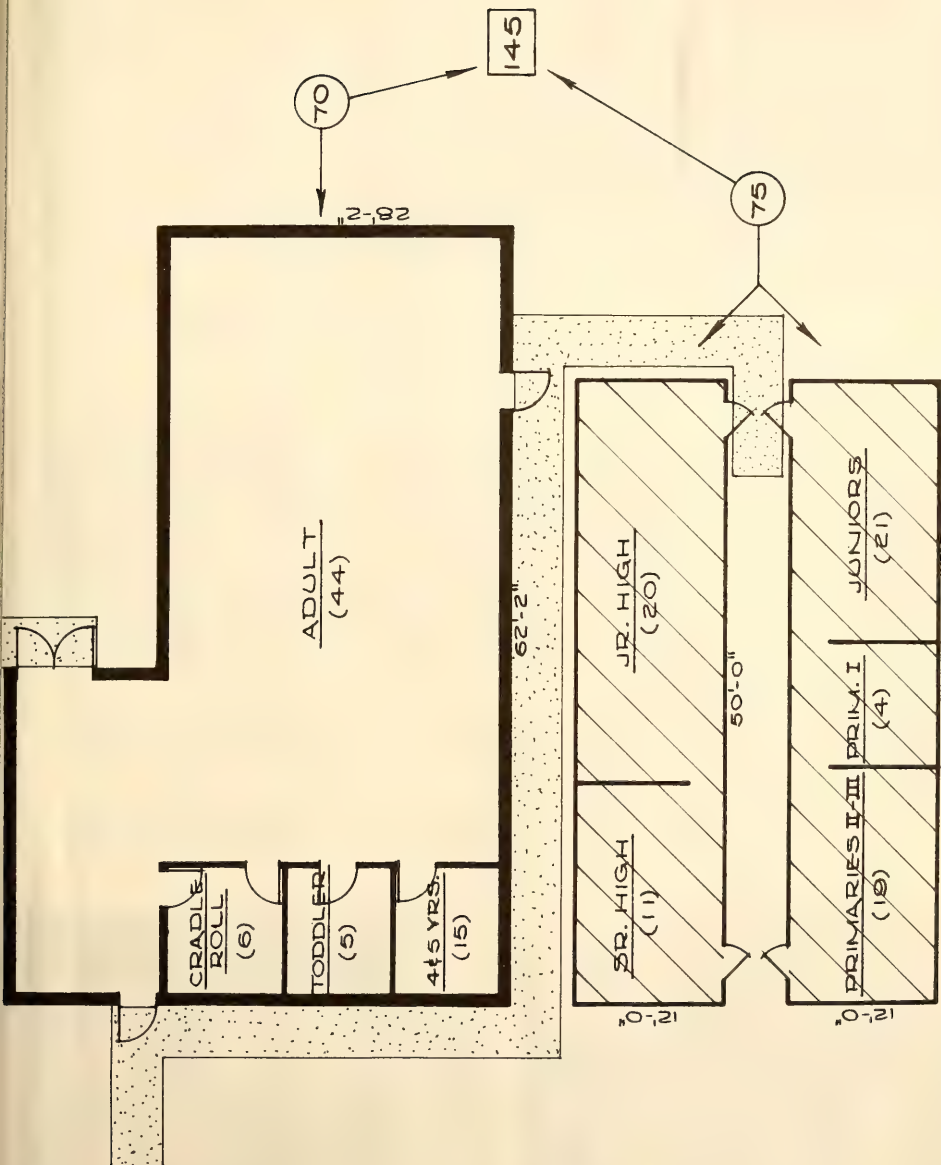 145
70
75
28'-2"
ADULT
(44)
62'-2"
CRADLE
ROLL
(6)
TODDLER
(5)
4&5 YRS.
(15)
JR. HIGH
(20)
SR. HIGH
(11)
50'-0"
12'-0"
JUNIORS
(21)
PRIM. I
(4)
PRIMARIES II-III
(19)
12'-0"